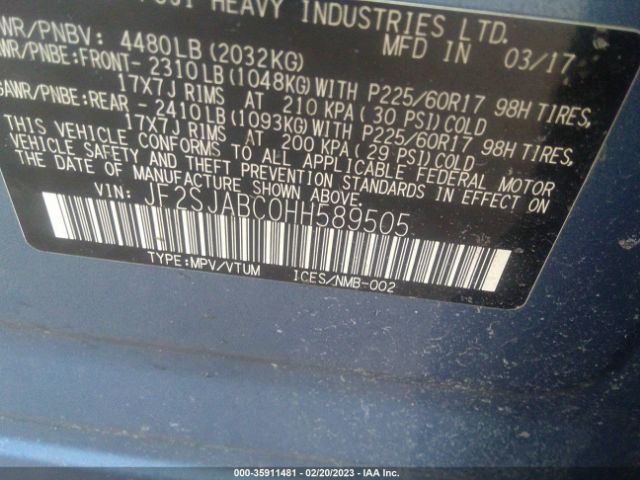 FUJI HEAVY INDUSTRIES LTD.
MFD IN 03/17
WR/PNBV: 4480LB (2032KG)
AWR/PNBE:FRONT- 2310LB(1048KG)WITH P225/60R17 98H TIRES,
17X7J RIMS AT 210 KPA(30 PSI)COLD
GAWR/PNBE:REAR - 2410LB(1093KG)WITH P225/60R17 98H TIRES,
17X7J RIMS AT 200 KPA(29 PSI)COLD
THIS VEHICLE CONFORMS TO ALL APPLICABLE FEDERAL MOTOR
VEHICLE SAFETY AND THEFT PREVENTION STANDARDS IN EFFECT ON
THE DATE OF MANUFACTURE SHOWN ABOVE.
VIN: JF2SJABC0HH589505
TYPE:MPV/VTUM ICES/NMB-002
000-35911481 - 02/20/2023 - IAA Inc.